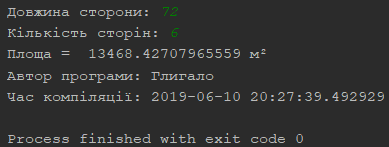 Довжина сторони: 72
Кількість сторін: 6
Площа =  13468.42707965559 м²
Автор програми: Глигало
Час компіляції: 2019-06-10 20:27:39.492929
Process finished with exit code 0